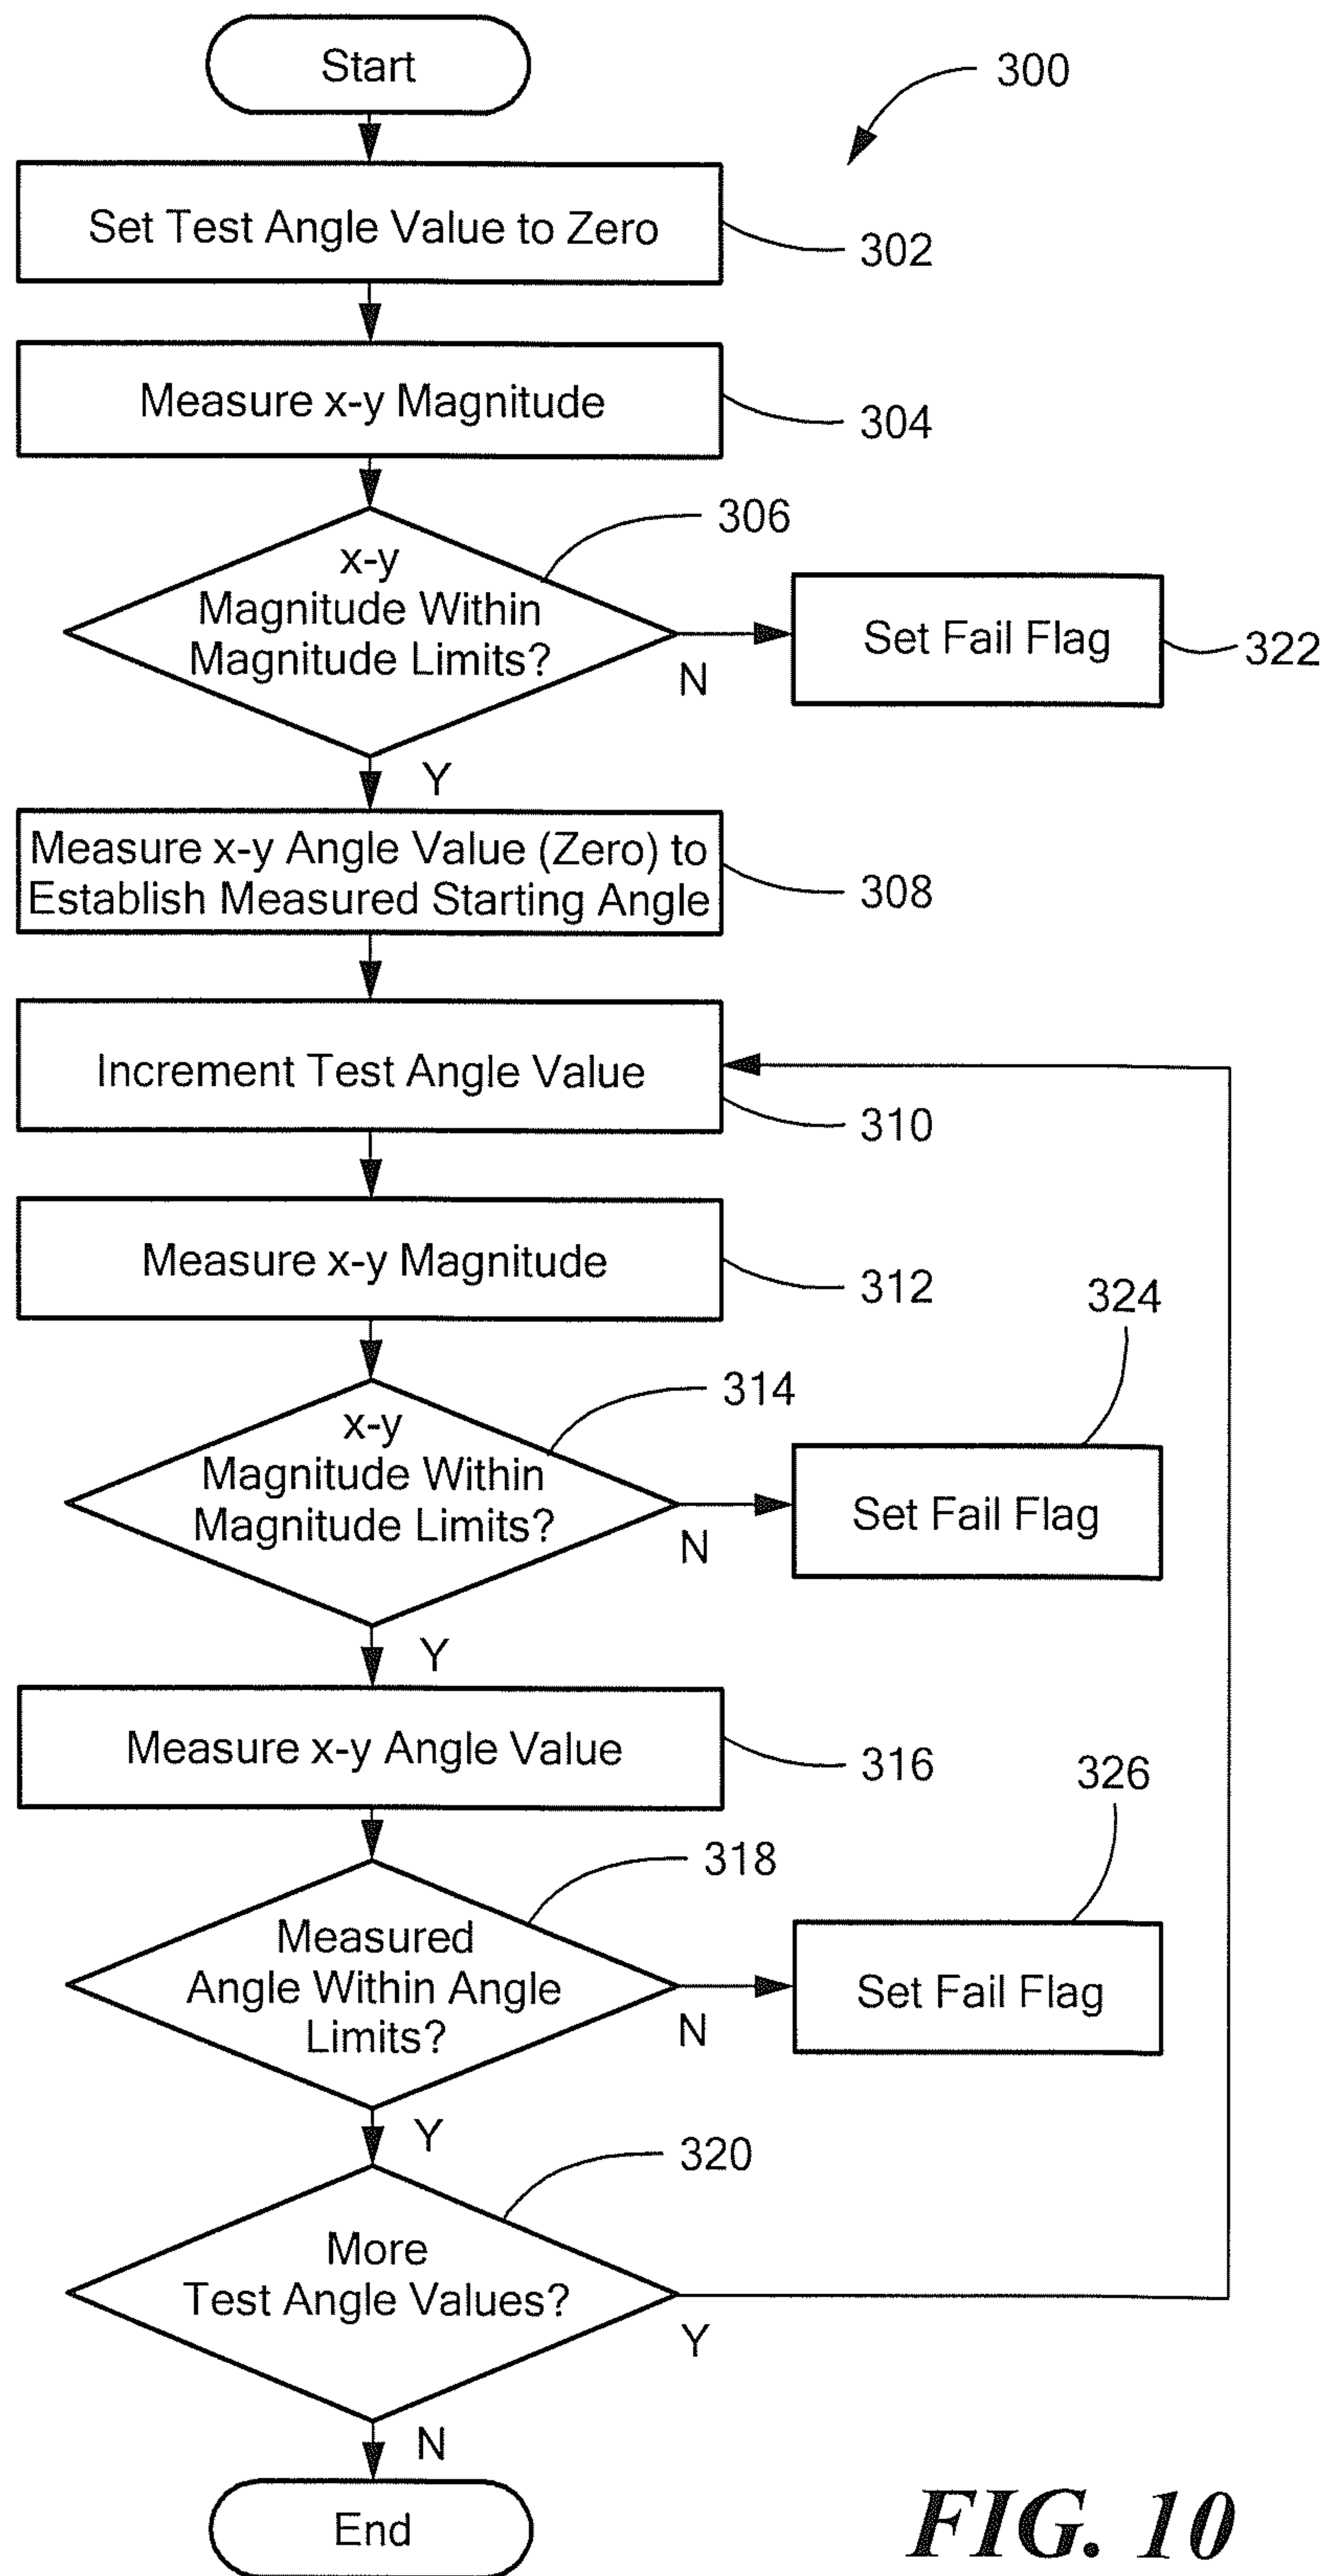 Start
300
Set Test Angle Value to Zero
302
Measure x-y Magnitude
304
306
x-y
Magnitude Within
Magnitude Limits?
N
Set Fail Flag
322
Y
Measure x-y Angle Value (Zero) to
Establish Measured Starting Angle
308
Increment Test Angle Value
310
Measure x-y Magnitude
312
324
314
x-y
Magnitude Within
Magnitude Limits?
N
Set Fail Flag
Y
Measure x-y Angle Value
316
326
318
Measured
Angle Within Angle
Limits?
N
Set Fail Flag
Y
320
More
Test Angle Values?
Y
N
End
FIG. 10